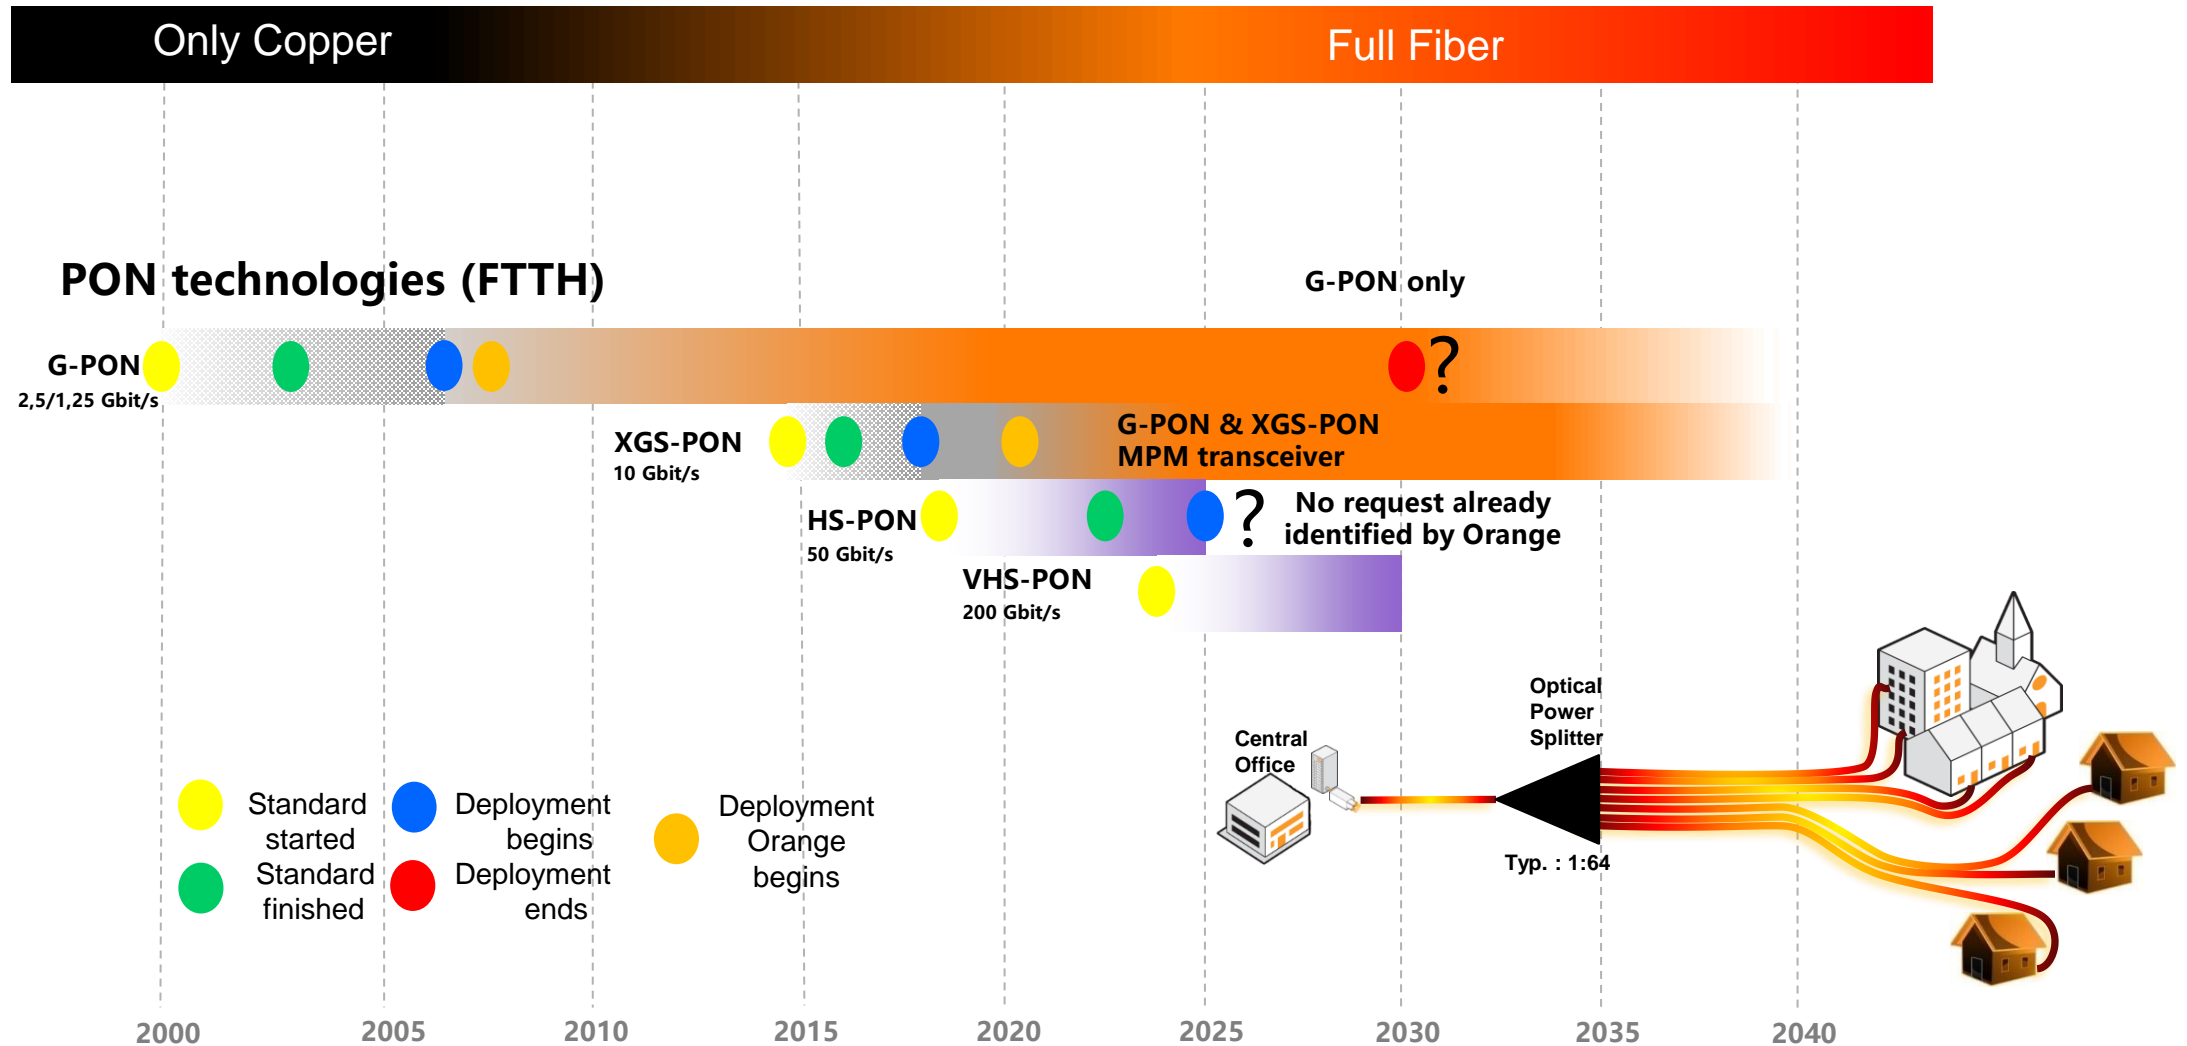 Only Copper
Full Fiber
PON technologies (FTTH)
G-PON only
G-PON
2,5/1,25 Gbit/s
?
XGS-PON
10 Gbit/s
G-PON & XGS-PON
MPM transceiver
HS-PON
50 Gbit/s
?
No request already
identified by Orange
VHS-PON
200 Gbit/s
Optical
Power
Splitter
Central
Office
Typ. : 1:64
Standard
started
Deployment
begins
Deployment
Orange
begins
Standard
finished
Deployment
ends
2000
2005
2010
2015
2020
2025
2030
2035
2040